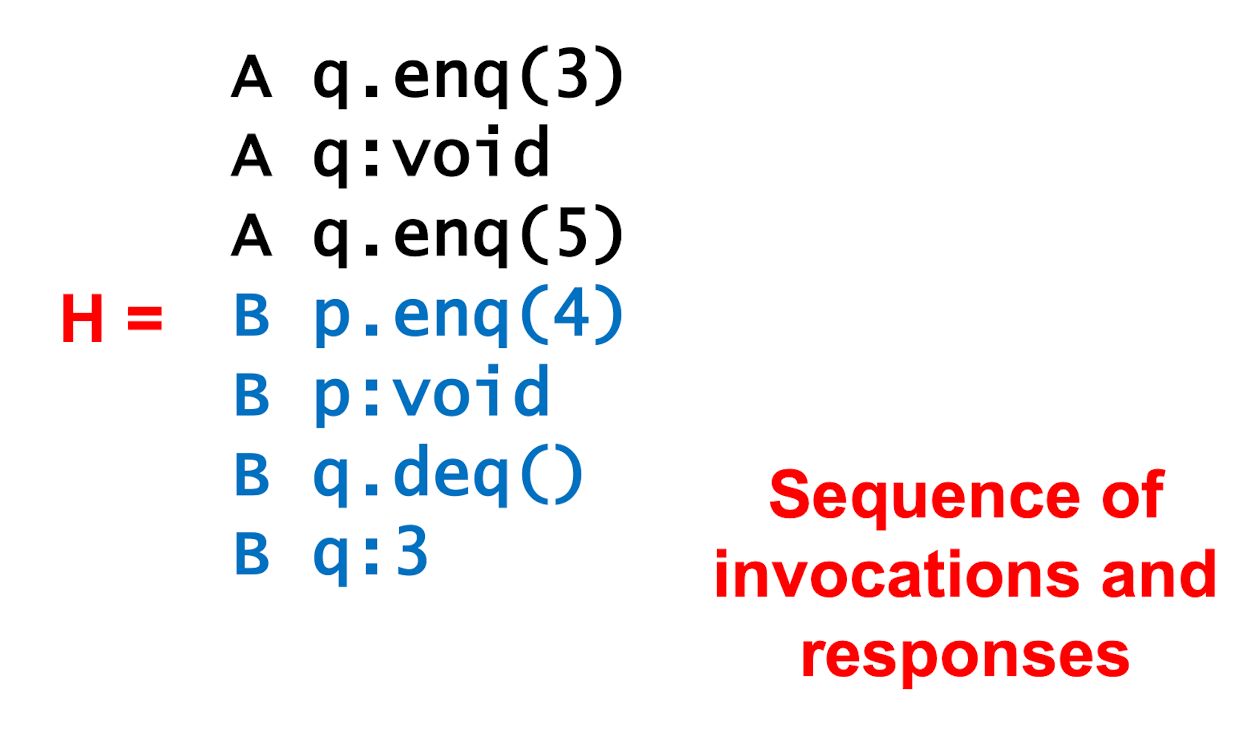 A q.enq(3)
A q:void
A q.enq(5)
H = B p.enq(4)
B p:void
B q.deq()
B q:3
Sequence of
invocations and
responses